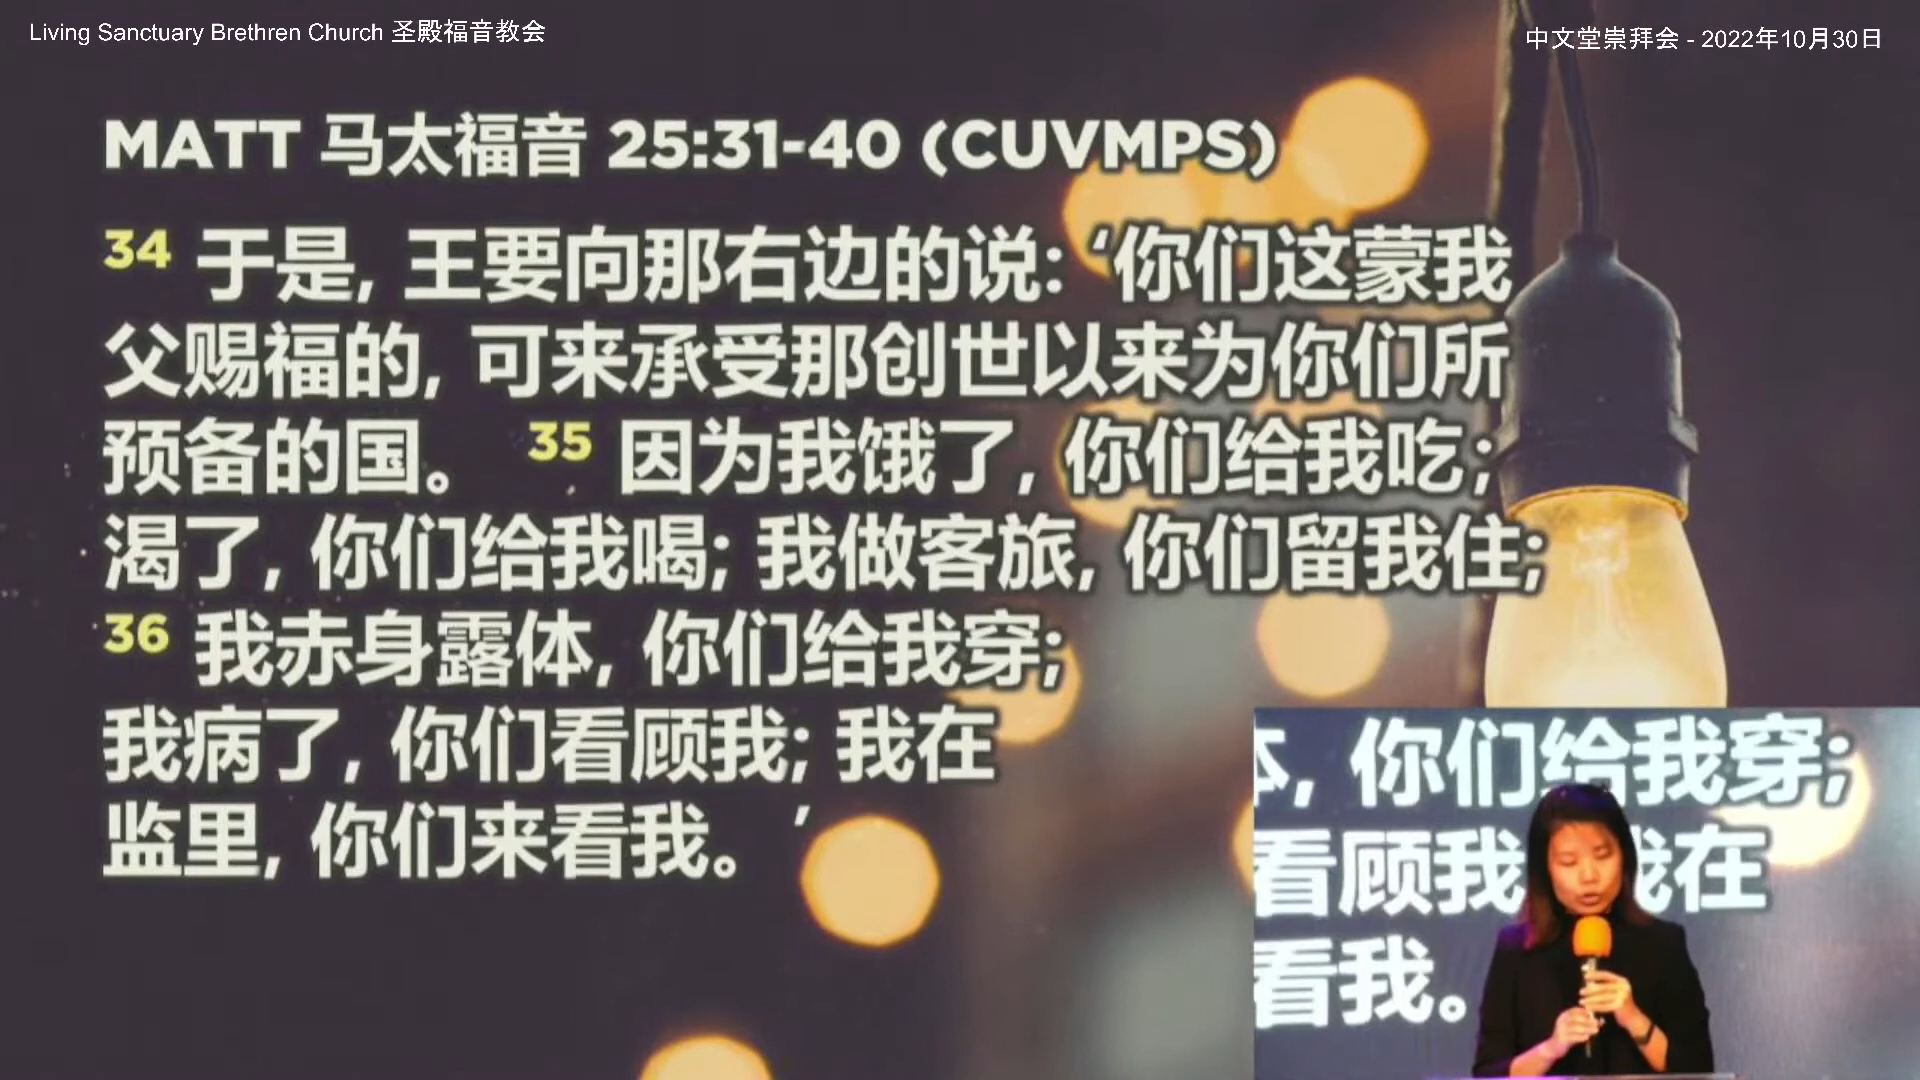 Living Sanctuary Brethren Church 圣殿福音教会
中文堂崇拜会 - 2022年10月30日
MATT 马太福音 25:31-40 (CUVMPS)
34 于是, 王要向那右边的说: ‘你们这蒙我
父赐福的, 可来承受那创世以来为你们所
预备的国。 35 因为我饿了, 你们给我吃;
渴了, 你们给我喝; 我做客旅, 你们留我住;
36 我赤身露体, 你们给我穿;
我病了, 你们看顾我; 我在
监里, 你们来看我。 ’
体, 你们给我穿;
看顾我 我在
看我。